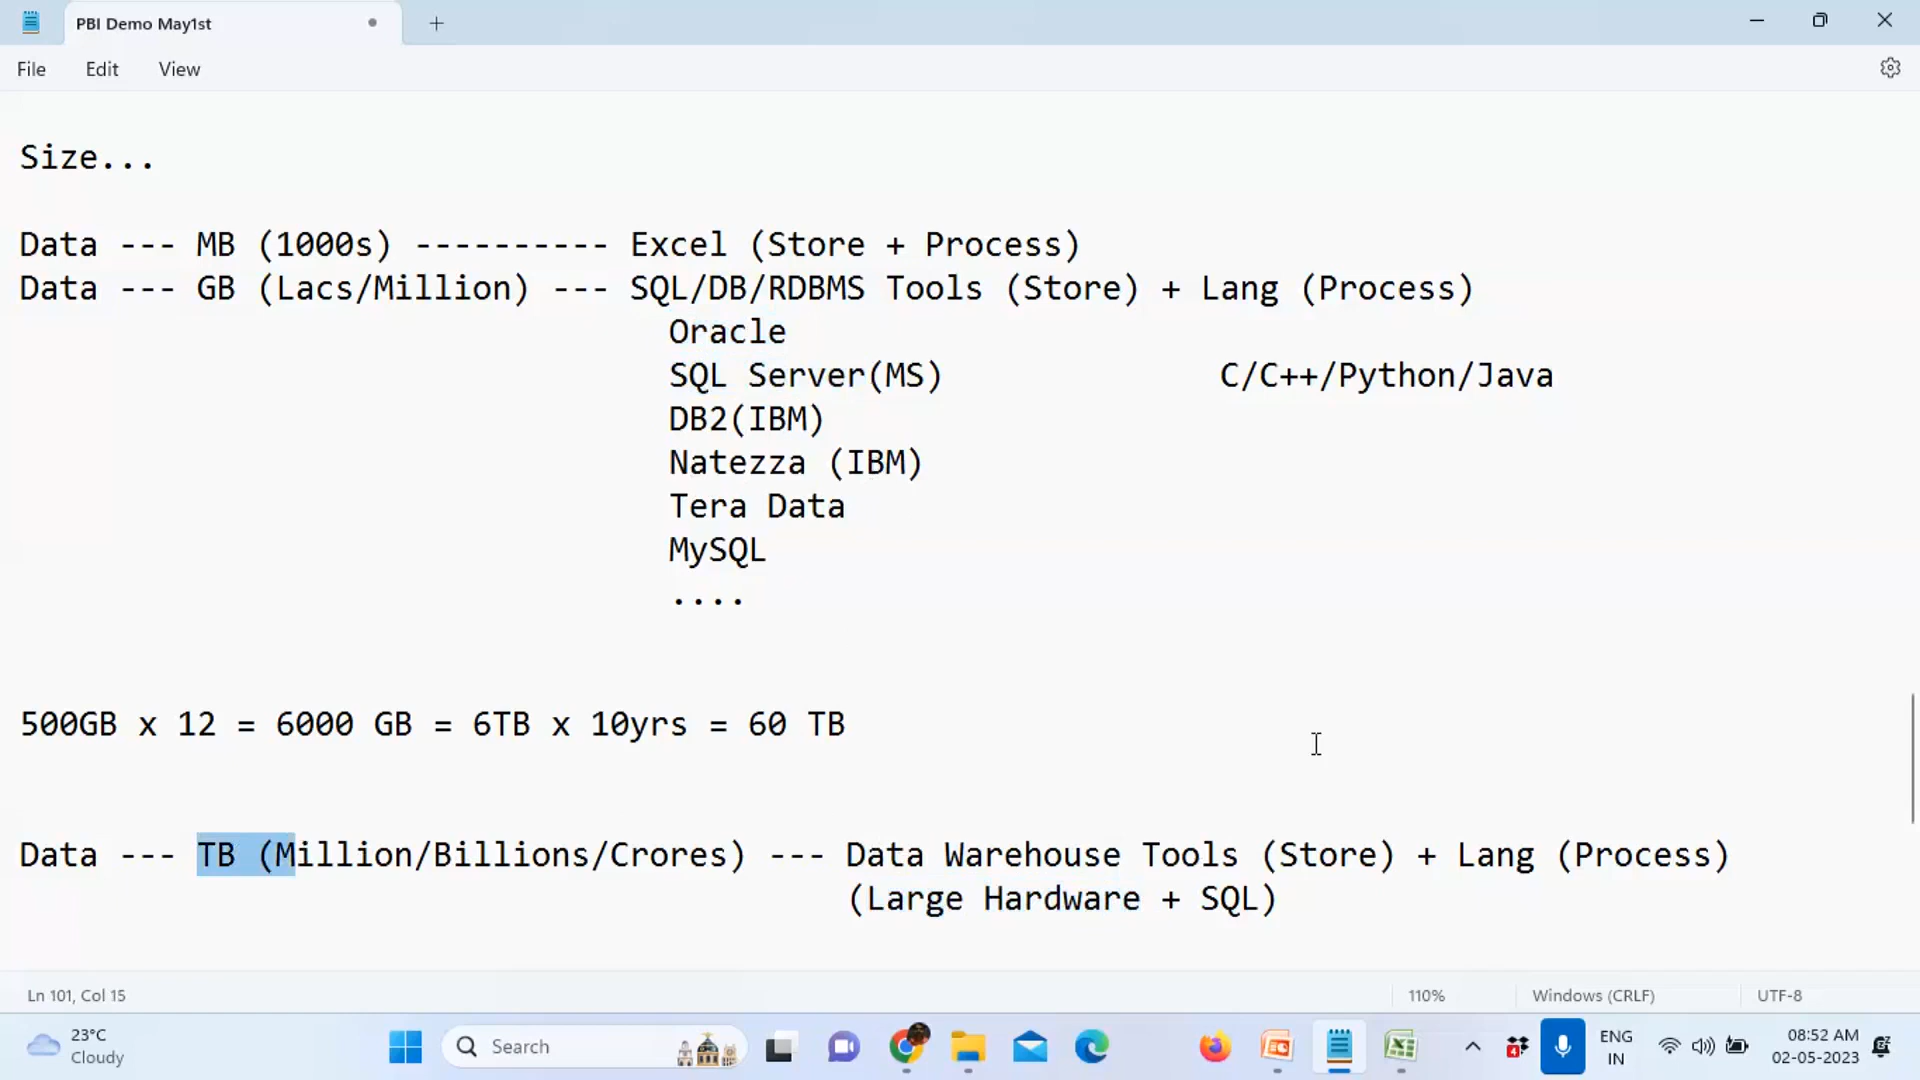 PBI Demo May1st
File Edit View
Size...
Data --- MB (1000s) ---------- Excel (Store + Process)
Data --- GB (Lacs/Million) --- SQL/DB/RDBMS Tools (Store) + Lang (Process)
Oracle
SQL Server(MS) C/C++/Python/Java
DB2(IBM)
Natezza (IBM)
Tera Data
MySQL
....
500GB x 12 = 6000 GB = 6TB x 10yrs = 60 TB
Data --- TB (Million/Billions/Crores) --- Data Warehouse Tools (Store) + Lang (Process)
(Large Hardware + SQL)
Ln 101, Col 15 110% Windows (CRLF) UTF-8
23°C
Cloudy
Search
4
ENG
IN
08:52 AM
02-05-2023